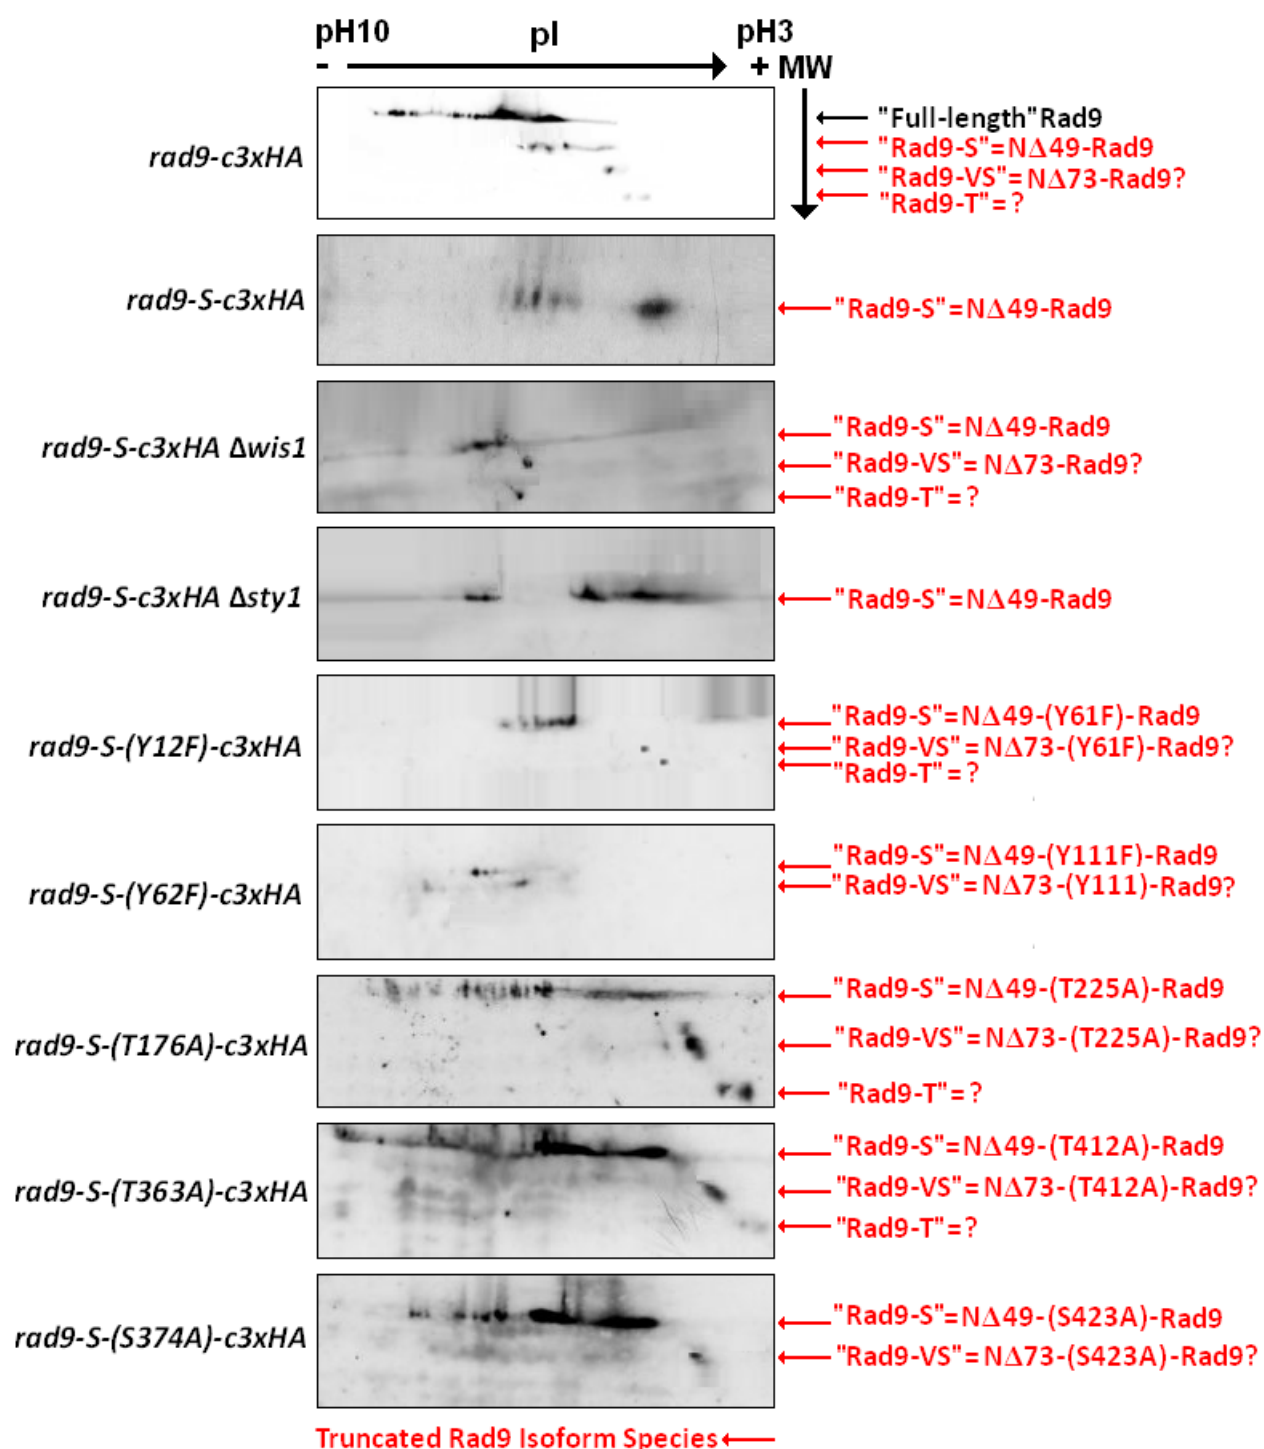 pH10 pI pH3
- + MW
rad9-c3xHA
"Full-length"Rad9
"Rad9-S"=NΔ49-Rad9
"Rad9-VS"=NΔ73-Rad9?
"Rad9-T"=?
rad9-S-c3xHA
"Rad9-S"=NΔ49-Rad9
rad9-S-c3xHA Δwis1
"Rad9-S"=NΔ49-Rad9
"Rad9-VS"=NΔ73-Rad9?
"Rad9-T"=?
rad9-S-c3xHA Δsty1
"Rad9-S"=NΔ49-Rad9
rad9-S-(Y12F)-c3xHA
"Rad9-S"=NΔ49-(Y61F)-Rad9
"Rad9-VS"=NΔ73-(Y61F)-Rad9?
"Rad9-T"=?
rad9-S-(Y62F)-c3xHA
"Rad9-S"=NΔ49-(Y111F)-Rad9
"Rad9-VS"=NΔ73-(Y111)-Rad9?
rad9-S-(T176A)-c3xHA
"Rad9-S"=NΔ49-(T225A)-Rad9
"Rad9-VS"=NΔ73-(T225A)-Rad9?
"Rad9-T"=?
rad9-S-(T363A)-c3xHA
"Rad9-S"=NΔ49-(T412A)-Rad9
"Rad9-VS"=NΔ73-(T412A)-Rad9?
"Rad9-T"=?
rad9-S-(S374A)-c3xHA
"Rad9-S"=NΔ49-(S423A)-Rad9
"Rad9-VS"=NΔ73-(S423A)-Rad9?
Truncated Rad9 Isoform Species